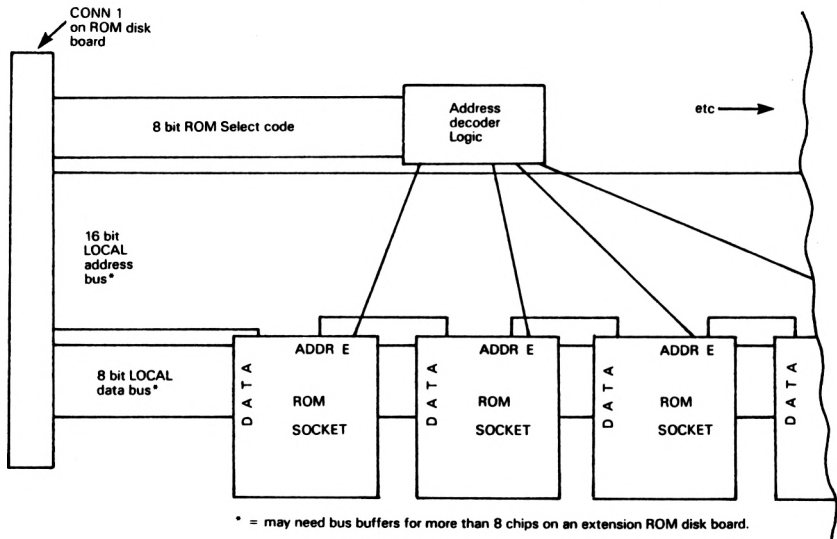 CONN 1
on ROM disk
board
8 bit ROM Select code
Address
decoder
Logic
etc
16 bit
LOCAL
address
bus*
8 bit LOCAL
data bus*
DATA
ADDR E
ROM
SOCKET
DATA
ADDR E
ROM
SOCKET
DATA
ADDR E
ROM
SOCKET
DATA
* = may need bus buffers for more than 8 chips on an extension ROM disk board.